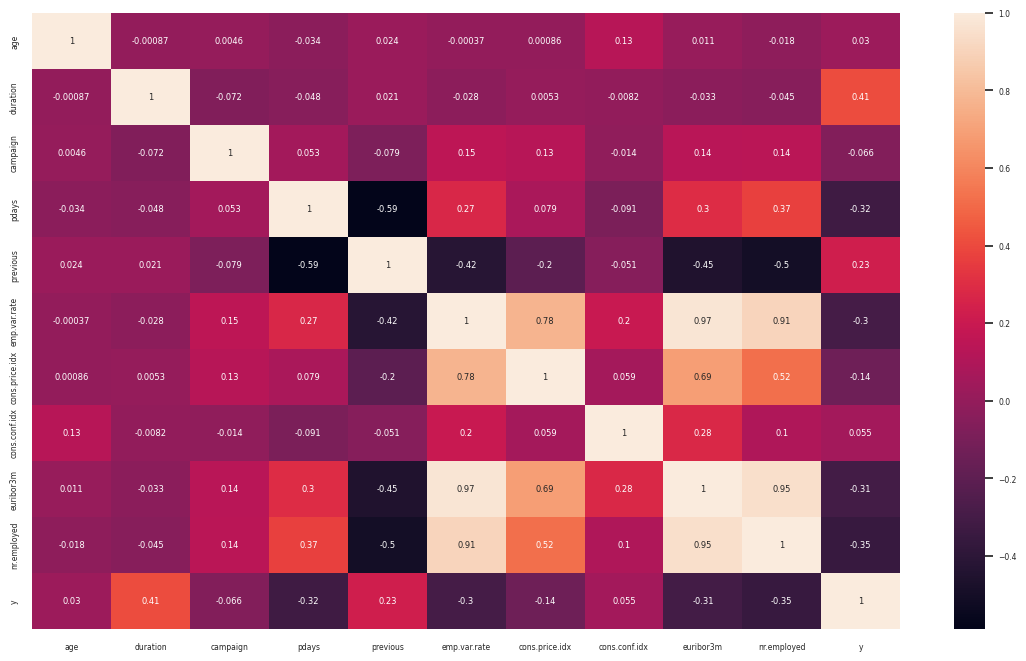 age 1 -0.00087 0.0046 -0.034 0.024 -0.00037 0.00086 0.13 0.011 -0.018 0.03
duration -0.00087 1 -0.072 -0.048 0.021 -0.028 0.0053 -0.0082 -0.033 -0.045 0.41
campaign 0.0046 -0.072 1 0.053 -0.079 0.15 0.13 -0.014 0.14 0.14 -0.066
pdays -0.034 -0.048 0.053 1 -0.59 0.27 0.079 -0.091 0.3 0.37 -0.32
previous 0.024 0.021 -0.079 -0.59 1 -0.42 -0.2 -0.051 -0.45 -0.5 0.23
emp.var.rate -0.00037 -0.028 0.15 0.27 -0.42 1 0.78 0.2 0.97 0.91 -0.3
cons.price.idx 0.00086 0.0053 0.13 0.079 -0.2 0.78 1 0.059 0.69 0.52 -0.14
cons.conf.idx 0.13 -0.0082 -0.014 -0.091 -0.051 0.2 0.059 1 0.28 0.1 0.055
euribor3m 0.011 -0.033 0.14 0.3 -0.45 0.97 0.69 0.28 1 0.95 -0.31
nr.employed -0.018 -0.045 0.14 0.37 -0.5 0.91 0.52 0.1 0.95 1 -0.35
y 0.03 0.41 -0.066 -0.32 0.23 -0.3 -0.14 0.055 -0.31 -0.35 1
age duration campaign pdays previous emp.var.rate cons.price.idx cons.conf.idx euribor3m nr.employed y
1.0
0.8
0.6
0.4
0.2
0.0
−0.2
−0.4